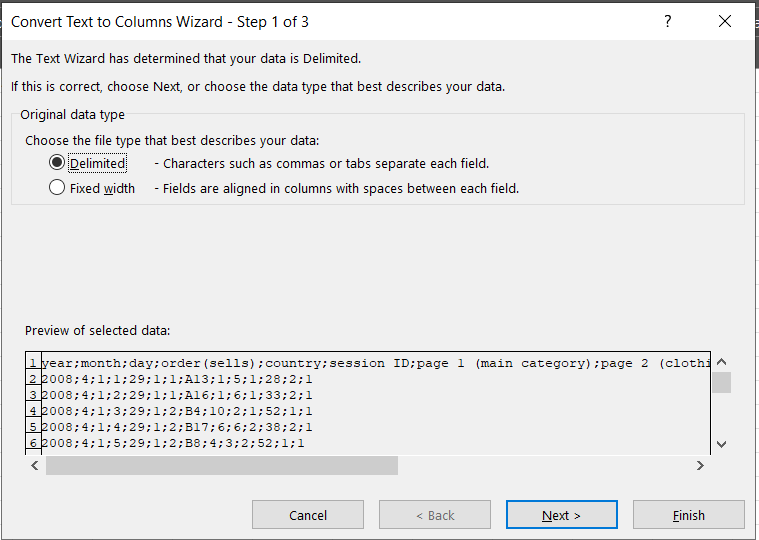 Convert Text to Columns Wizard - Step 1 of 3
?
The Text Wizard has determined that your data is Delimited.
If this is correct, choose Next, or choose the data type that best describes your data.
Original data type
Choose the file type that best describes your data:
Delimited - Characters such as commas or tabs separate each field.
Fixed width - Fields are aligned in columns with spaces between each field.
Preview of selected data:
1 year;month;day;order(sells);country;session ID;page 1 (main category);page 2 (clothi
2 2008;4;1;1;29;1;1;A13;1;5;1;28;2;1
3 2008;4;1;2;29;1;1;A16;1;6;1;33;2;1
4 2008;4;1;3;29;1;2;B4;10;2;1;52;1;1
5 2008;4;1;4;29;1;2;B17;6;6;2;38;2;1
6 2008;4;1;5;29;1;2;B8;4;3;2;52;1;1
Cancel < Back Next > Finish